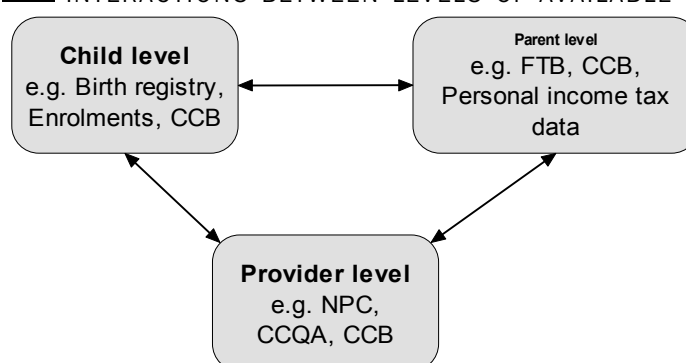 INTERACTIONS BETWEEN LEVELS OF AVAILABLE
Child level
e.g. Birth registry,
Enrolments, CCB
Parent level
e.g. FTB, CCB,
Personal income tax
data
Provider level
e.g. NPC,
CCQA, CCB